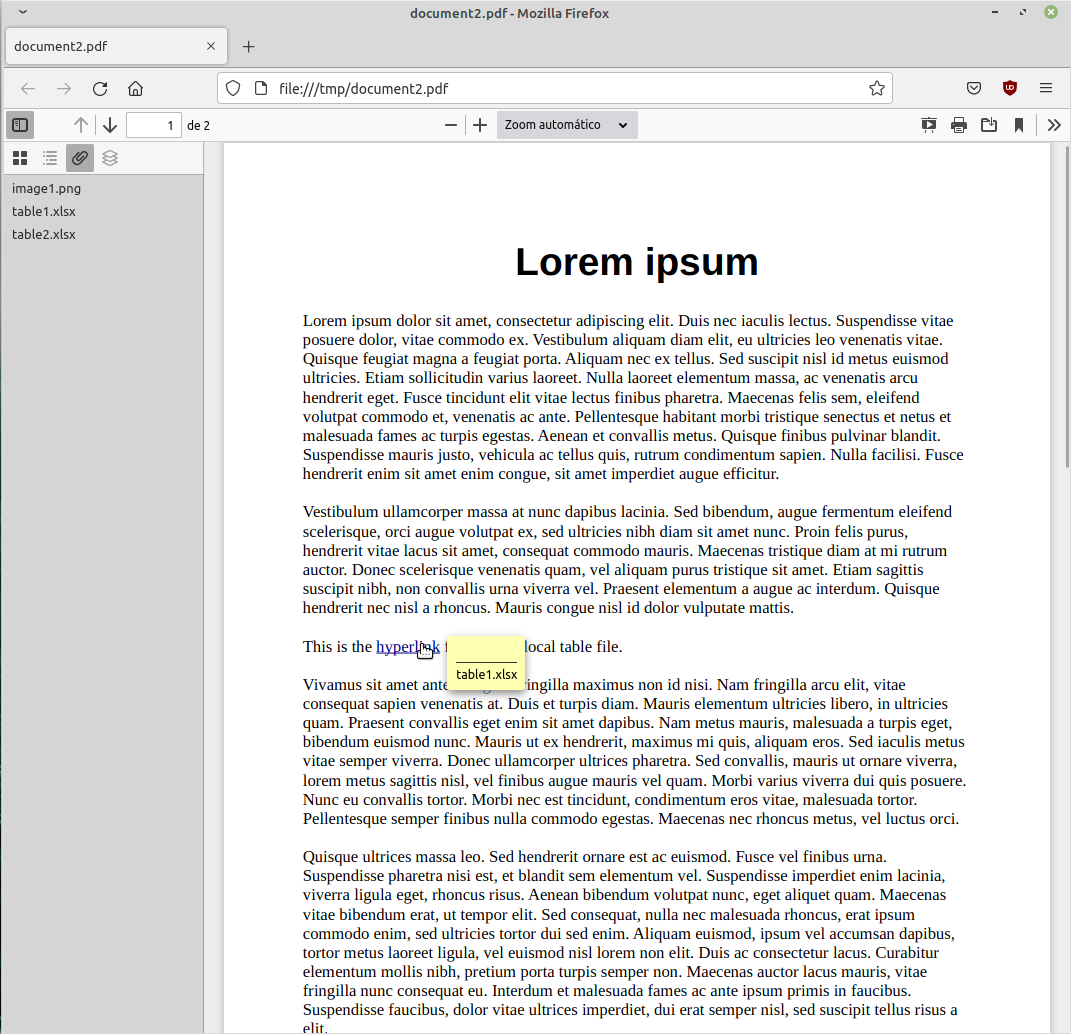 document2.pdf - Mozilla Firefox
document2.pdf
file:///tmp/document2.pdf
1 de 2
Zoom automático
image1.png
table1.xlsx
table2.xlsx
Lorem ipsum
Lorem ipsum dolor sit amet, consectetur adipiscing elit. Duis nec iaculis lectus. Suspendisse vitae
posuere dolor, vitae commodo ex. Vestibulum aliquam diam elit, eu ultricies leo venenatis vitae.
Quisque feugiat magna a feugiat porta. Aliquam nec ex tellus. Sed suscipit nisl id metus euismod
ultricies. Etiam sollicitudin varius laoreet. Nulla laoreet elementum massa, ac venenatis arcu
hendrerit eget. Fusce tincidunt elit vitae lectus finibus pharetra. Maecenas felis sem, eleifend
volutpat commodo et, venenatis ac ante. Pellentesque habitant morbi tristique senectus et netus et
malesuada fames ac turpis egestas. Aenean et convallis metus. Quisque finibus pulvinar blandit.
Suspendisse mauris justo, vehicula ac tellus quis, rutrum condimentum sapien. Nulla facilisi. Fusce
hendrerit enim sit amet enim congue, sit amet imperdiet augue efficitur.
Vestibulum ullamcorper massa at nunc dapibus lacinia. Sed bibendum, augue fermentum eleifend
scelerisque, orci augue volutpat ex, sed ultricies nibh diam sit amet nunc. Proin felis purus,
hendrerit vitae lacus sit amet, consequat commodo mauris. Maecenas tristique diam at mi rutrum
auctor. Donec scelerisque venenatis quam, vel aliquam purus tristique sit amet. Etiam sagittis
suscipit nibh, non convallis urna viverra vel. Praesent elementum a augue ac interdum. Quisque
hendrerit nec nisl a rhoncus. Mauris congue nisl id dolor vulputate mattis.
This is the hyperlink local table file.
table1.xlsx
Vivamus sit amet ante fringilla maximus non id nisi. Nam fringilla arcu elit, vitae
consequat sapien venenatis at. Duis et turpis diam. Mauris elementum ultricies libero, in ultricies
quam. Praesent convallis eget enim sit amet dapibus. Nam metus mauris, malesuada a turpis eget,
bibendum euismod nunc. Mauris ut ex hendrerit, maximus mi quis, aliquam eros. Sed iaculis metus
vitae semper viverra. Donec ullamcorper ultrices pharetra. Sed convallis, mauris ut ornare viverra,
lorem metus sagittis nisl, vel finibus augue mauris vel quam. Morbi varius viverra dui quis posuere.
Nunc eu convallis tortor. Morbi nec est tincidunt, condimentum eros vitae, malesuada tortor.
Pellentesque semper finibus nulla commodo egestas. Maecenas nec rhoncus metus, vel luctus orci.
Quisque ultrices massa leo. Sed hendrerit ornare est ac euismod. Fusce vel finibus urna.
Suspendisse pharetra nisi est, et blandit sem elementum vel. Suspendisse imperdiet enim lacinia,
viverra ligula eget, rhoncus risus. Aenean bibendum volutpat nunc, eget aliquet quam. Maecenas
vitae bibendum erat, ut tempor elit. Sed consequat, nulla nec malesuada rhoncus, erat ipsum
commodo enim, sed ultricies tortor dui sed enim. Aliquam euismod, ipsum vel accumsan dapibus,
tortor metus laoreet ligula, vel euismod nisl lorem non elit. Duis ac consectetur lacus. Curabitur
elementum mollis nibh, pretium porta turpis semper non. Maecenas auctor lacus mauris, vitae
fringilla nunc consequat eu. Interdum et malesuada fames ac ante ipsum primis in faucibus.
Suspendisse faucibus, dolor vitae ultrices imperdiet, dui erat semper nisl, sed suscipit tellus risus a
elit.